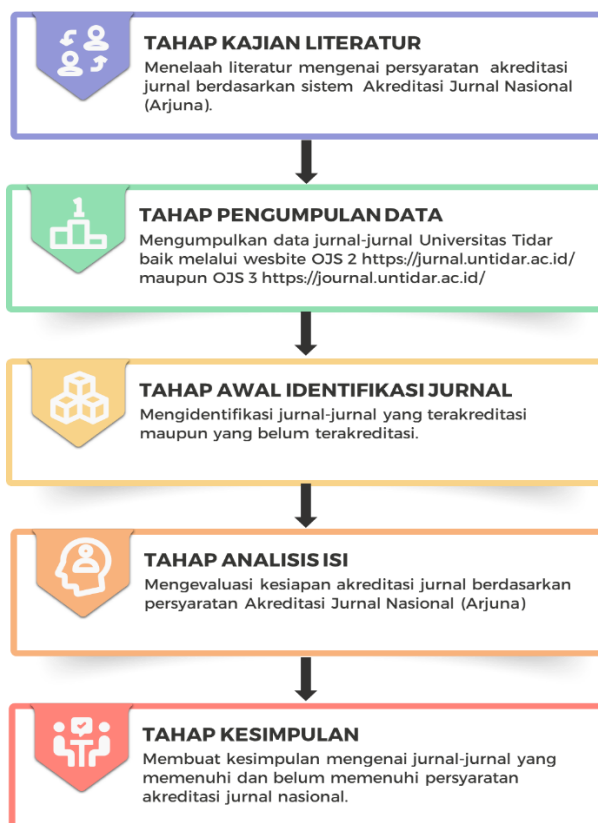 TAHAP KAJIAN LITERATUR
Menelaah literatur mengenai persyaratan akreditasi
jurnal berdasarkan sistem Akreditasi Jurnal Nasional
(Arjuna).
1
TAHAP PENGUMPULAN DATA
Mengumpulkan data jurnal-jurnal Universitas Tidar
baik melalui wesbite OJS 2 https://jurnal.untidar.ac.id/
maupun OJS 3 https://journal.untidar.ac.id/
TAHAP AWAL IDENTIFIKASI JURNAL
Mengidentifikasi jurnal-jurnal yang terakreditasi
maupun yang belum terakreditasi.
TAHAP ANALISIS ISI
Mengevaluasi kesiapan akreditasi jurnal berdasarkan
persyaratan Akreditasi Jurnal Nasional (Arjuna)
TAHAP KESIMPULAN
Membuat kesimpulan mengenai jurnal-jurnal yang
memenuhi dan belum memenuhi persyaratan
akreditasi jurnal nasional.